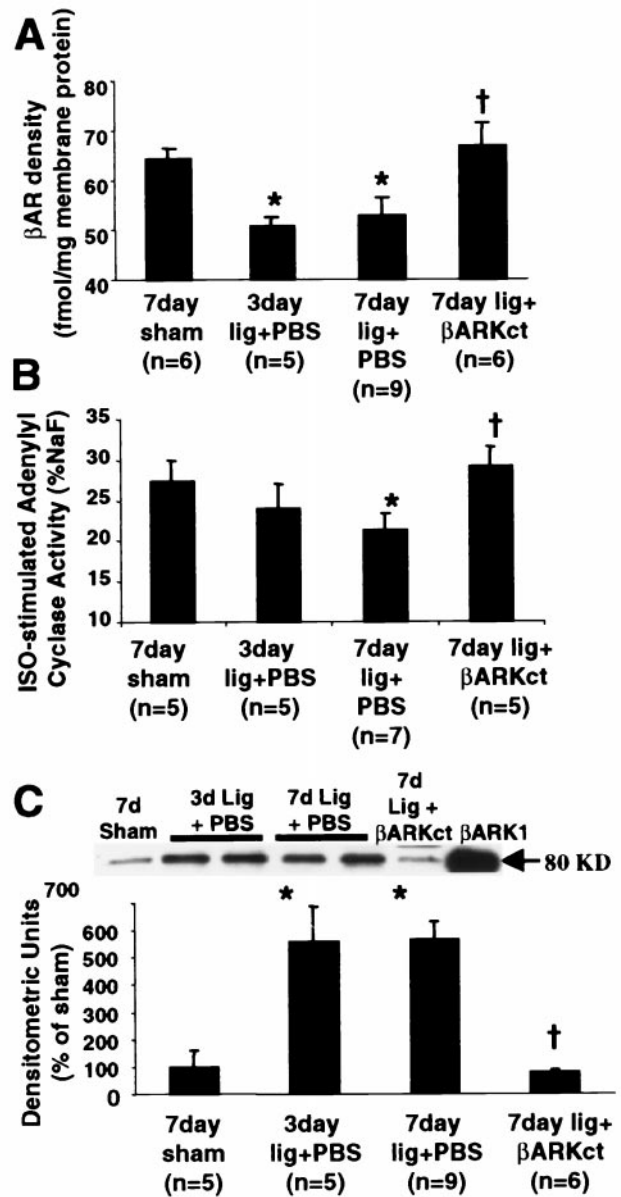 A
βAR density
(fmol/mg membrane protein)
80
70
60
50
40
*
*
†
7day
sham
(n=6)
3day
lig+PBS
(n=5)
7day
lig+
PBS
(n=9)
7day lig+
βARKct
(n=6)
B
ISO-stimulated Adenylyl
Cyclase Activity (%NaF)
35
30
25
20
15
10
*
†
7day
sham
(n=5)
3day
lig+PBS
(n=5)
7day
lig+
PBS
(n=7)
7day lig+
βARKct
(n=5)
C
7d
Sham
3d Lig
+ PBS
7d Lig
+ PBS
7d
Lig +
βARKct
βARK1
80 KD
Densitometric Units
(% of sham)
700
600
500
400
300
200
100
0
*
*
†
7day
sham
(n=5)
3day
lig+PBS
(n=5)
7day
lig+PBS
(n=9)
7day lig+
βARKct
(n=6)